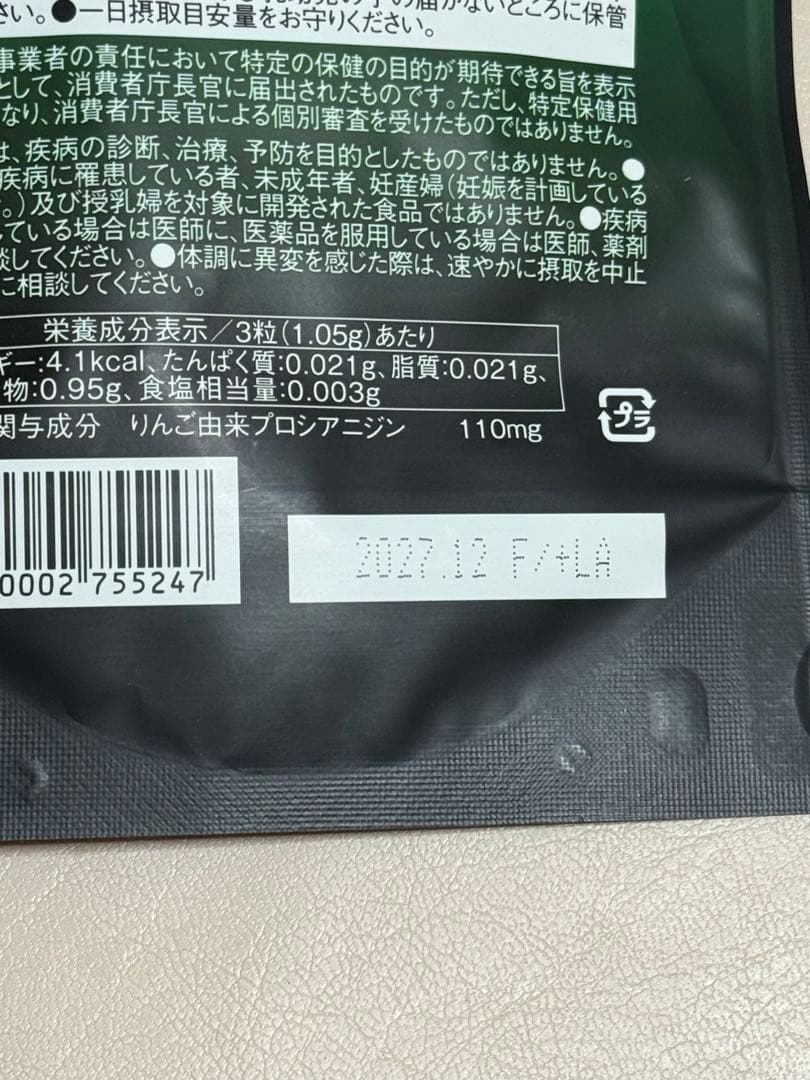 さい。●一日摂取目安量をお守りください。
の手の届かないところに保管
事業者の責任において特定の保健の目的が期待できる旨を表示
として、消費者庁長官に届出されたものです。ただし、特定保健用
なり、消費者庁長官による個別審査を受けたものではありません。
は、疾病の診断、治療、予防を目的としたものではありません。●
疾病に罹患している者、未成年者、妊産婦(妊娠を計画している
。)及び授乳婦を対象に開発された食品ではありません。●疾病
している場合は医師に、医薬品を服用している場合は医師、薬剤
談してください。●体調に異変を感じた際は、速やかに摂取を中止
に相談してください。
栄養成分表示/3粒(1.05g)あたり
ギー:4.1kcal、たんぱく質:0.021g、脂質:0.021g、
物:0.95g、食塩相当量:0.003g
関与成分 りんご由来プロシアニジン 110mg
プラ
0002 755247
2027.12 F/+LA